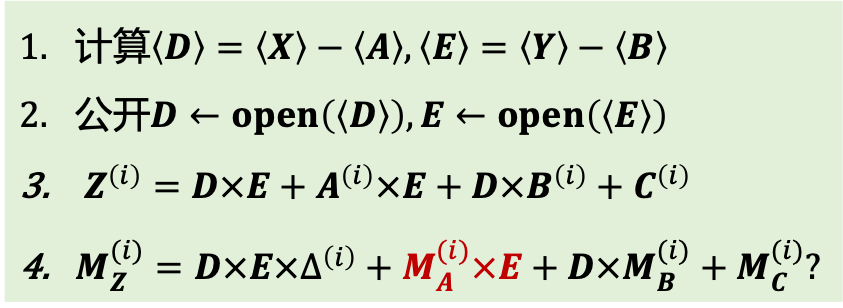 1. 计算⟨D⟩ = ⟨X⟩ − ⟨A⟩, ⟨E⟩ = ⟨Y⟩ − ⟨B⟩
2. 公开D ← open(⟨D⟩), E ← open(⟨E⟩)
3. Z^(i) = D×E + A^(i)×E + D×B^(i) + C^(i)
4. M_Z^(i) = D×E×Δ^(i) + M_A^(i)×E + D×M_B^(i) + M_C^(i)?